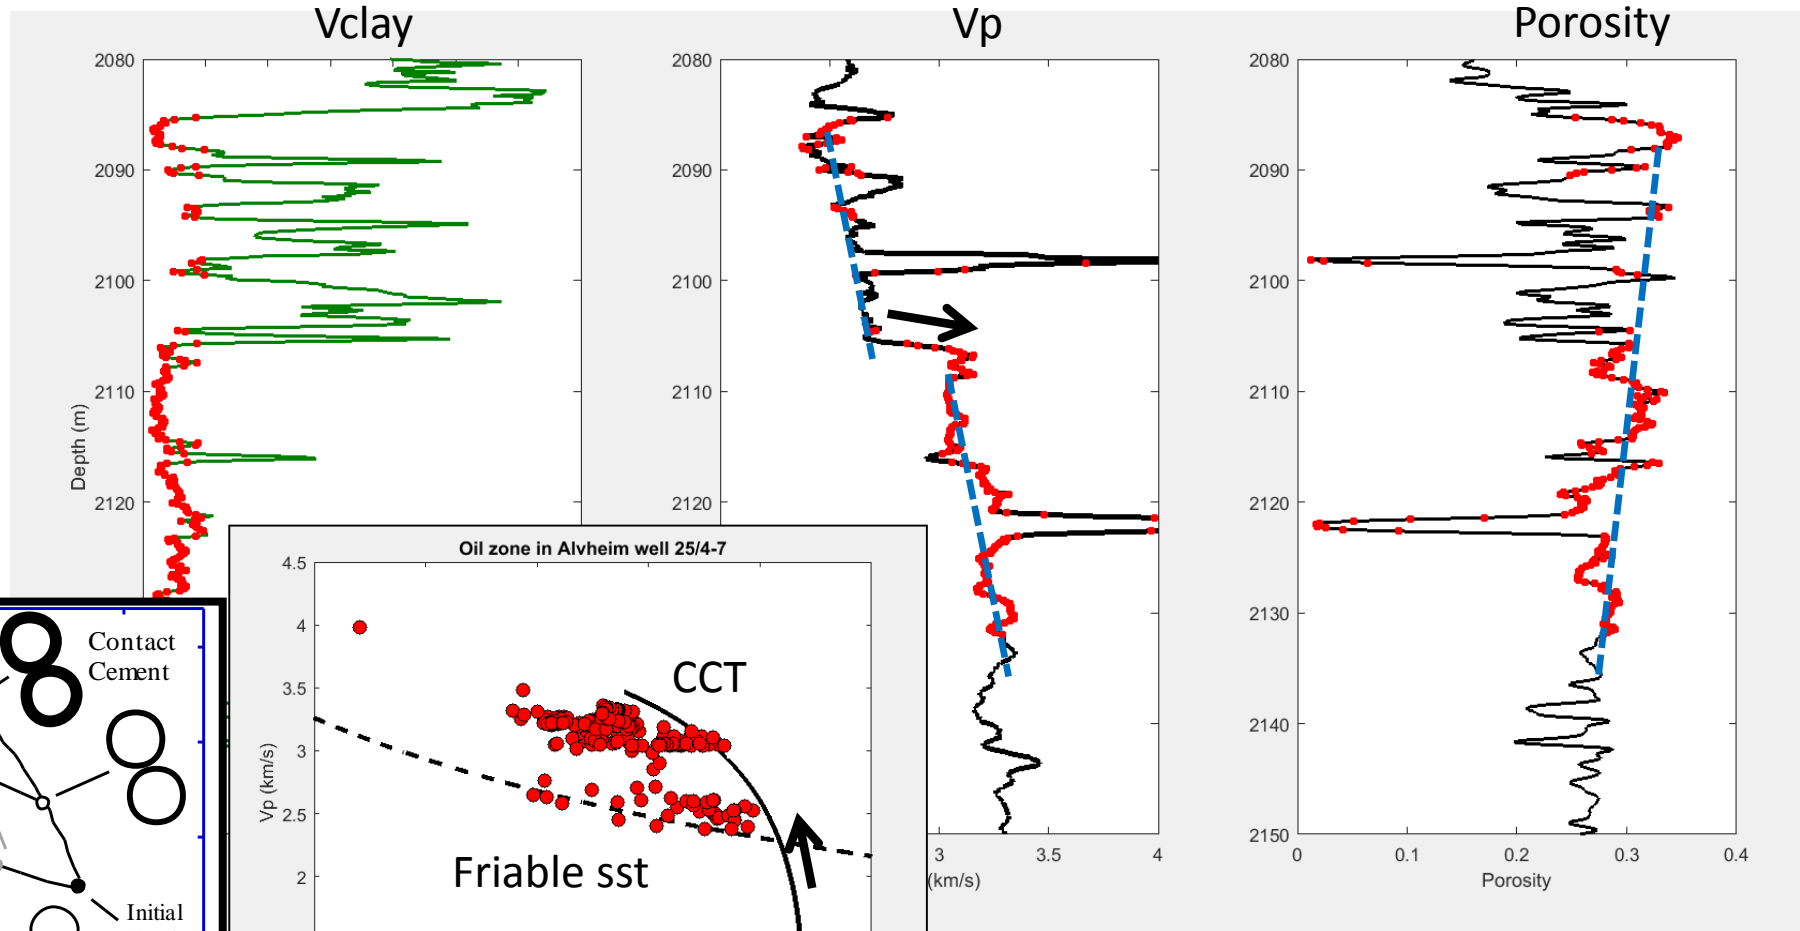 Vclay
Vp
Porosity
2080
2090
2100
2110
2120
Depth (m)
2080
2090
2100
2110
2120
3
3.5
4
(km/s)
2080
2090
2100
2110
2120
2130
2140
2150
0
0.1
0.2
0.3
0.4
Porosity
Oil zone in Alvheim well 25/4-7
4.5
4
3.5
3
2.5
2
Vp (km/s)
CCT
Friable sst
Contact
Cement
Initial